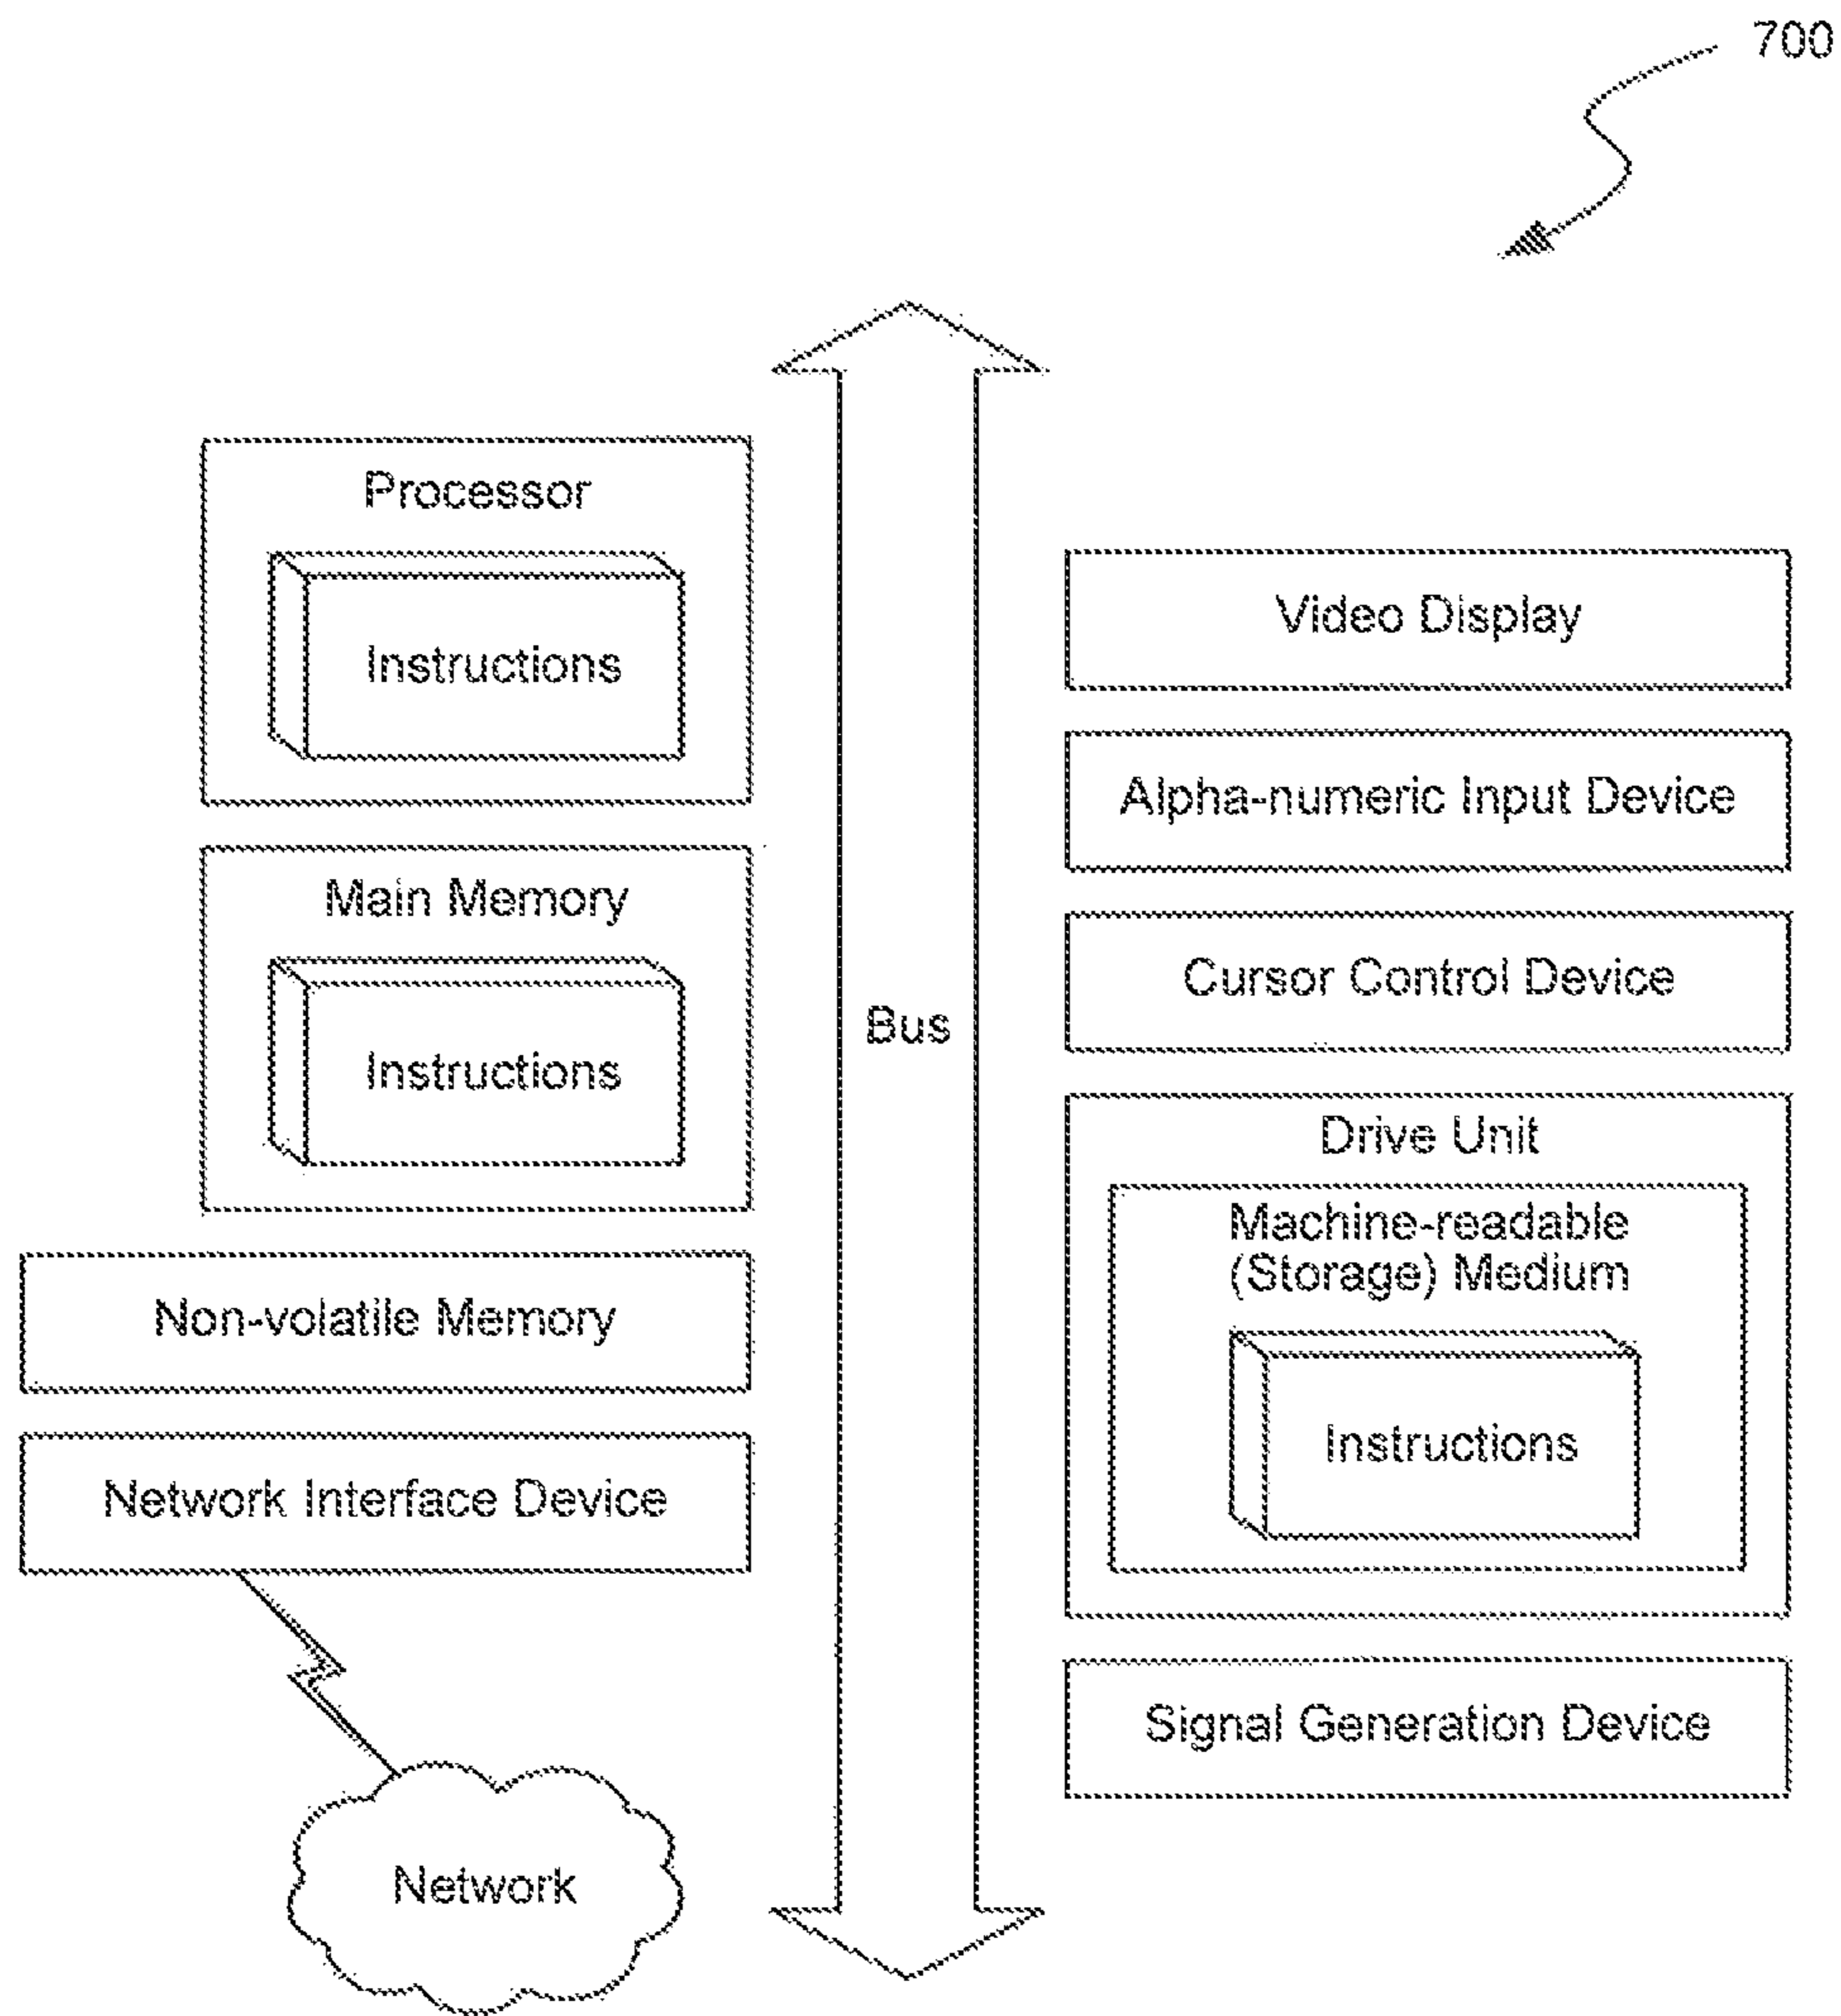 700
Processor
Instructions
Main Memory
Instructions
Non-volatile Memory
Network Interface Device
Network
Bus
Video Display
Alpha-numeric Input Device
Cursor Control Device
Drive Unit
Machine-readable
(Storage) Medium
Instructions
Signal Generation Device